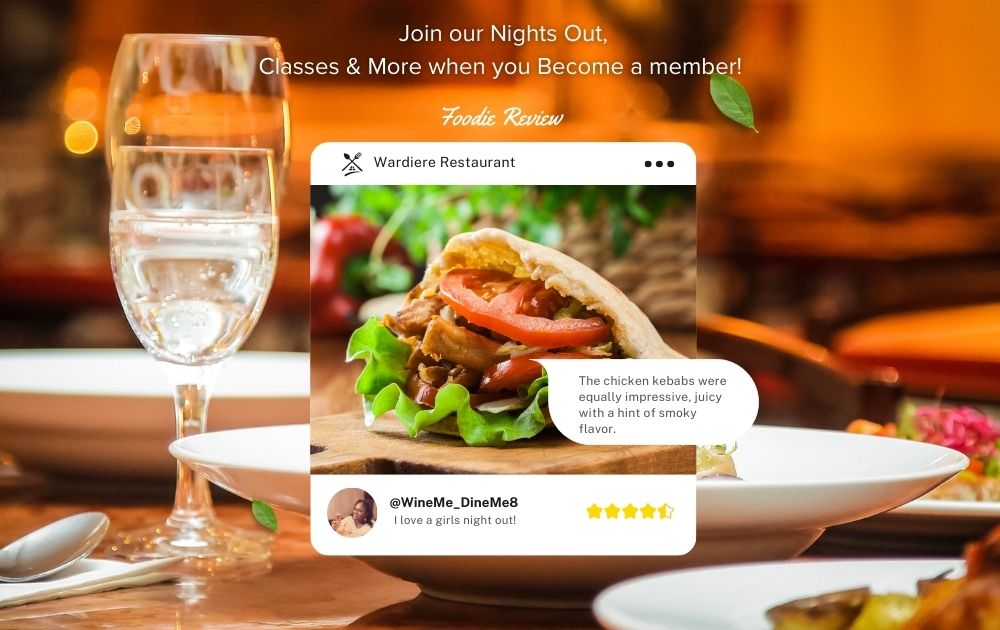 Join our Nights Out,
Classes & More when you Become a member!
Foodie Review
Wardiere Restaurant
The chicken kebabs were
equally impressive, juicy
with a hint of smoky
flavor.
@WineMe_DineMe8
I love a girls night out!